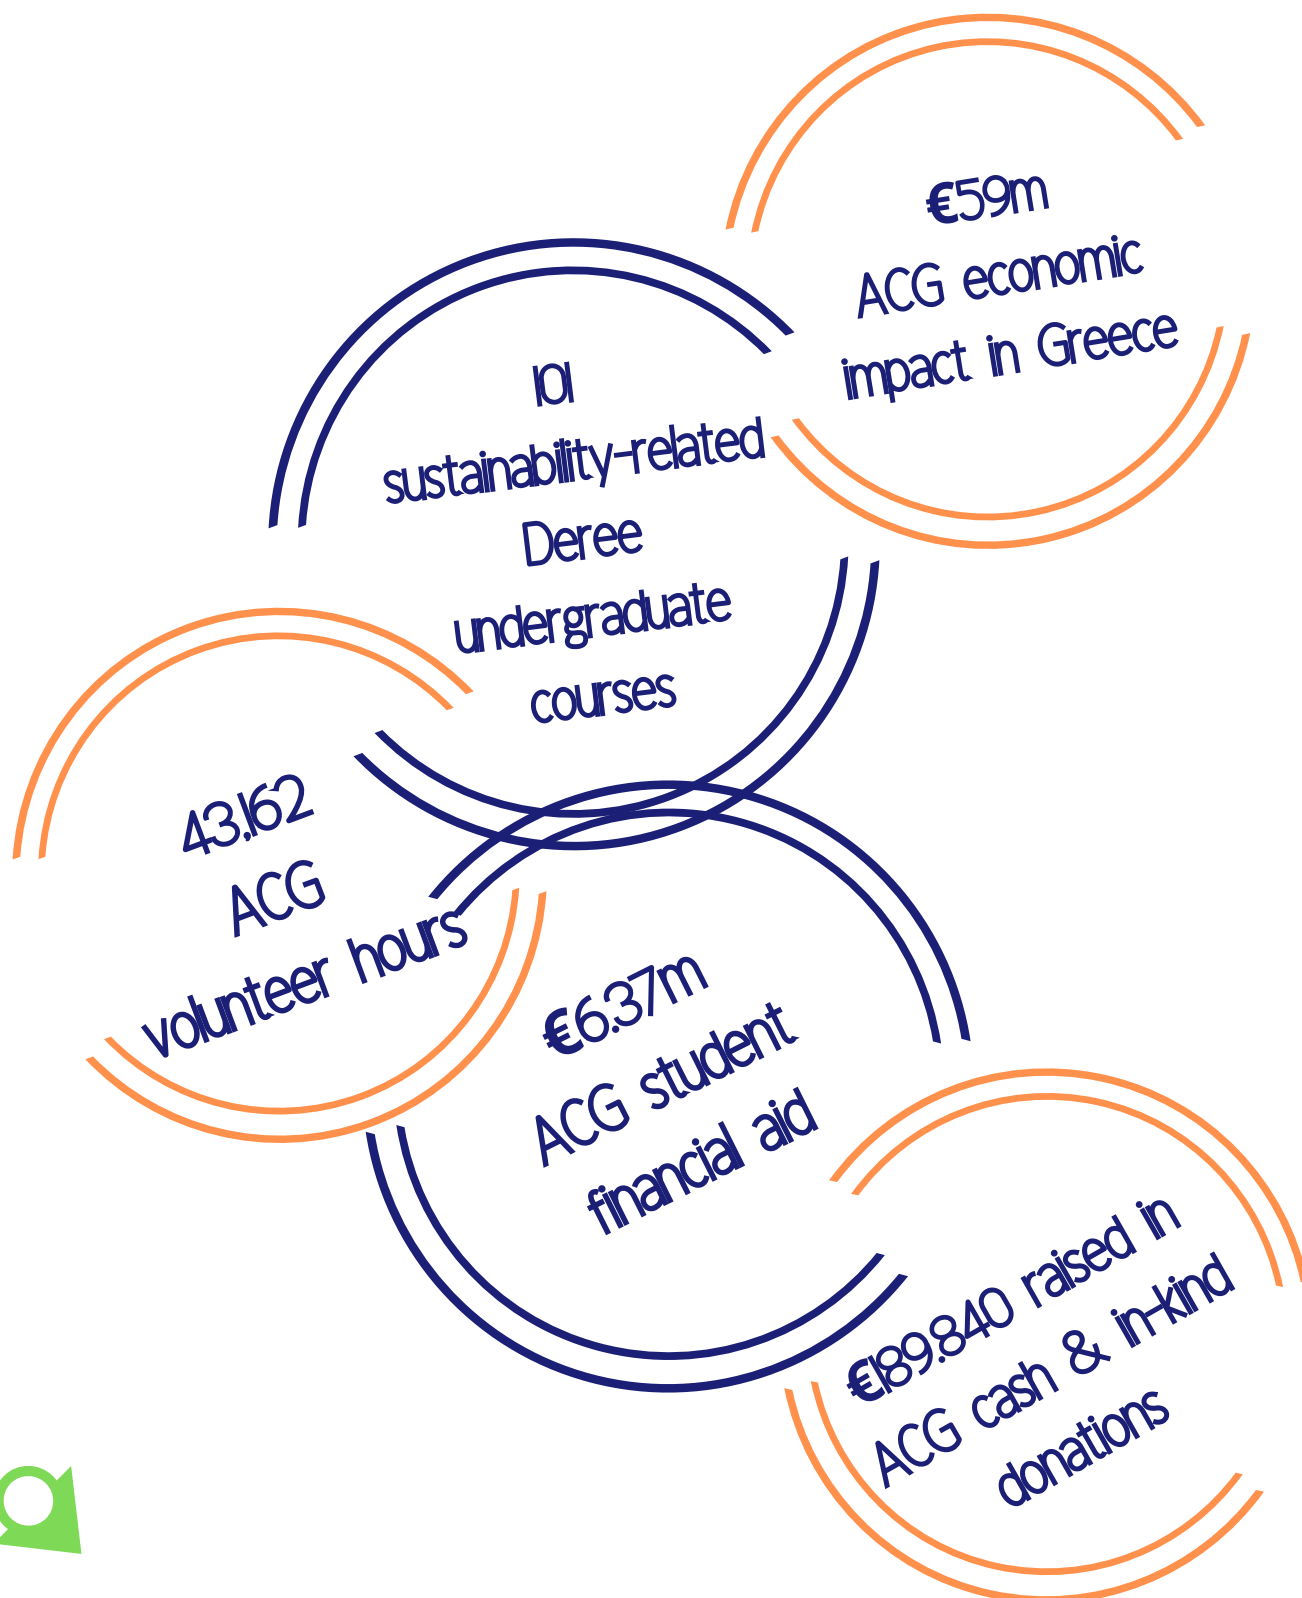 €59m
ACG economic
impact in Greece
101
sustainability-related
Deree
undergraduate
courses
43,162
ACG
volunteer hours
€6.37m
ACG student
financial aid
€189.840 raised in
ACG cash & in-kind
donations